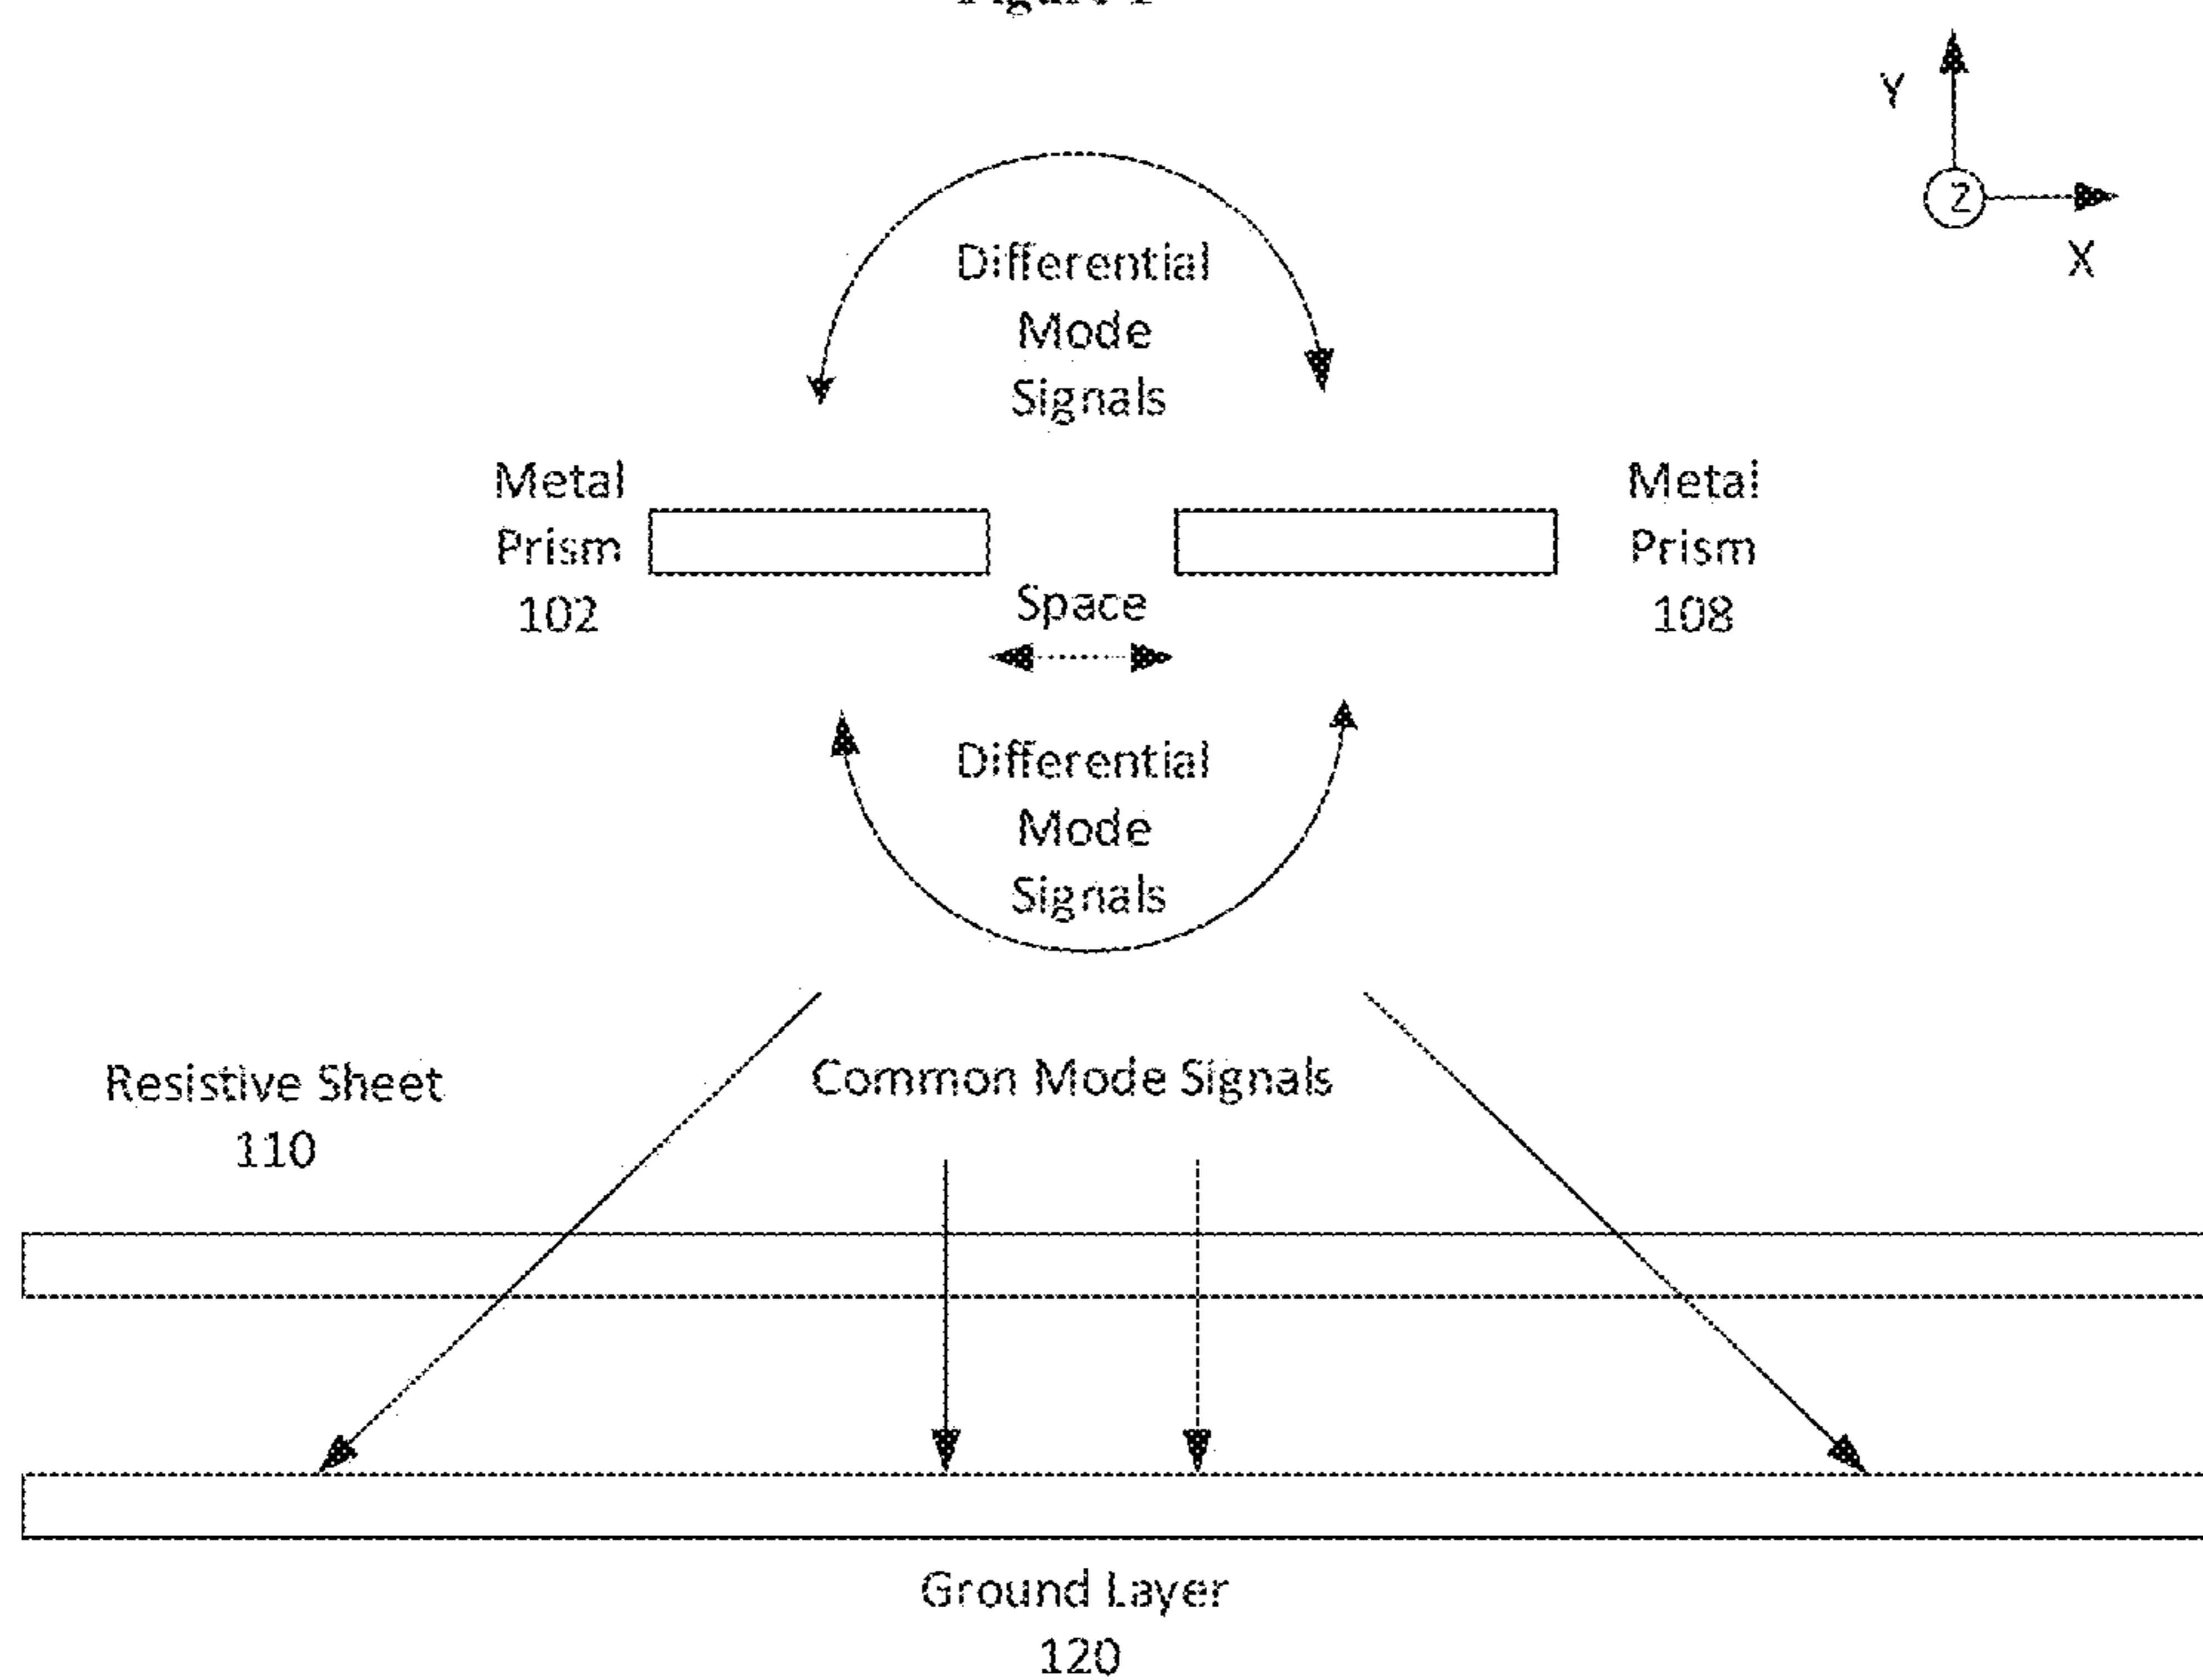 Y
Z
X
Differential
Mode
Signals
Metal
Prism
102
Metal
Prism
108
Space
Differential
Mode
Signals
Resistive Sheet
110
Common Mode Signals
Ground Layer
120